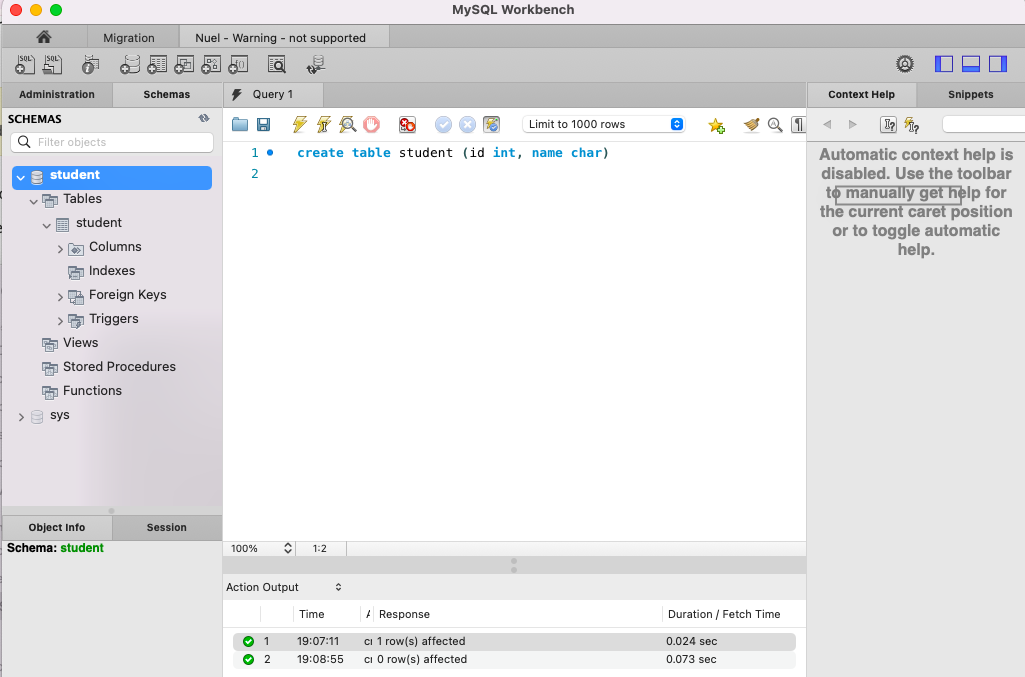 MySQL Workbench
Migration
Nuel - Warning - not supported
Administration
Schemas
Query 1
Context Help
Snippets
SCHEMAS
Filter objects
Limit to 1000 rows
student
Tables
student
Columns
Indexes
Foreign Keys
Triggers
Views
Stored Procedures
Functions
sys
1 create table student (id int, name char)
2
Automatic context help is
disabled. Use the toolbar
to manually get help for
the current caret position
or to toggle automatic
help.
Object Info
Session
Schema: student
100%
1:2
Action Output
Time Response Duration / Fetch Time
1 19:07:11 1 row(s) affected 0.024 sec
2 19:08:55 0 row(s) affected 0.073 sec